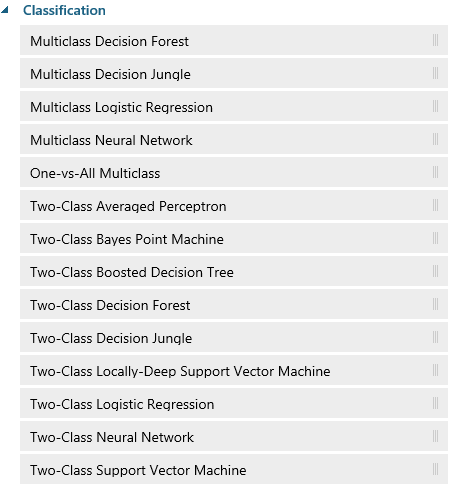 Classification
Multiclass Decision Forest
Multiclass Decision Jungle
Multiclass Logistic Regression
Multiclass Neural Network
One-vs-All Multiclass
Two-Class Averaged Perceptron
Two-Class Bayes Point Machine
Two-Class Boosted Decision Tree
Two-Class Decision Forest
Two-Class Decision Jungle
Two-Class Locally-Deep Support Vector Machine
Two-Class Logistic Regression
Two-Class Neural Network
Two-Class Support Vector Machine